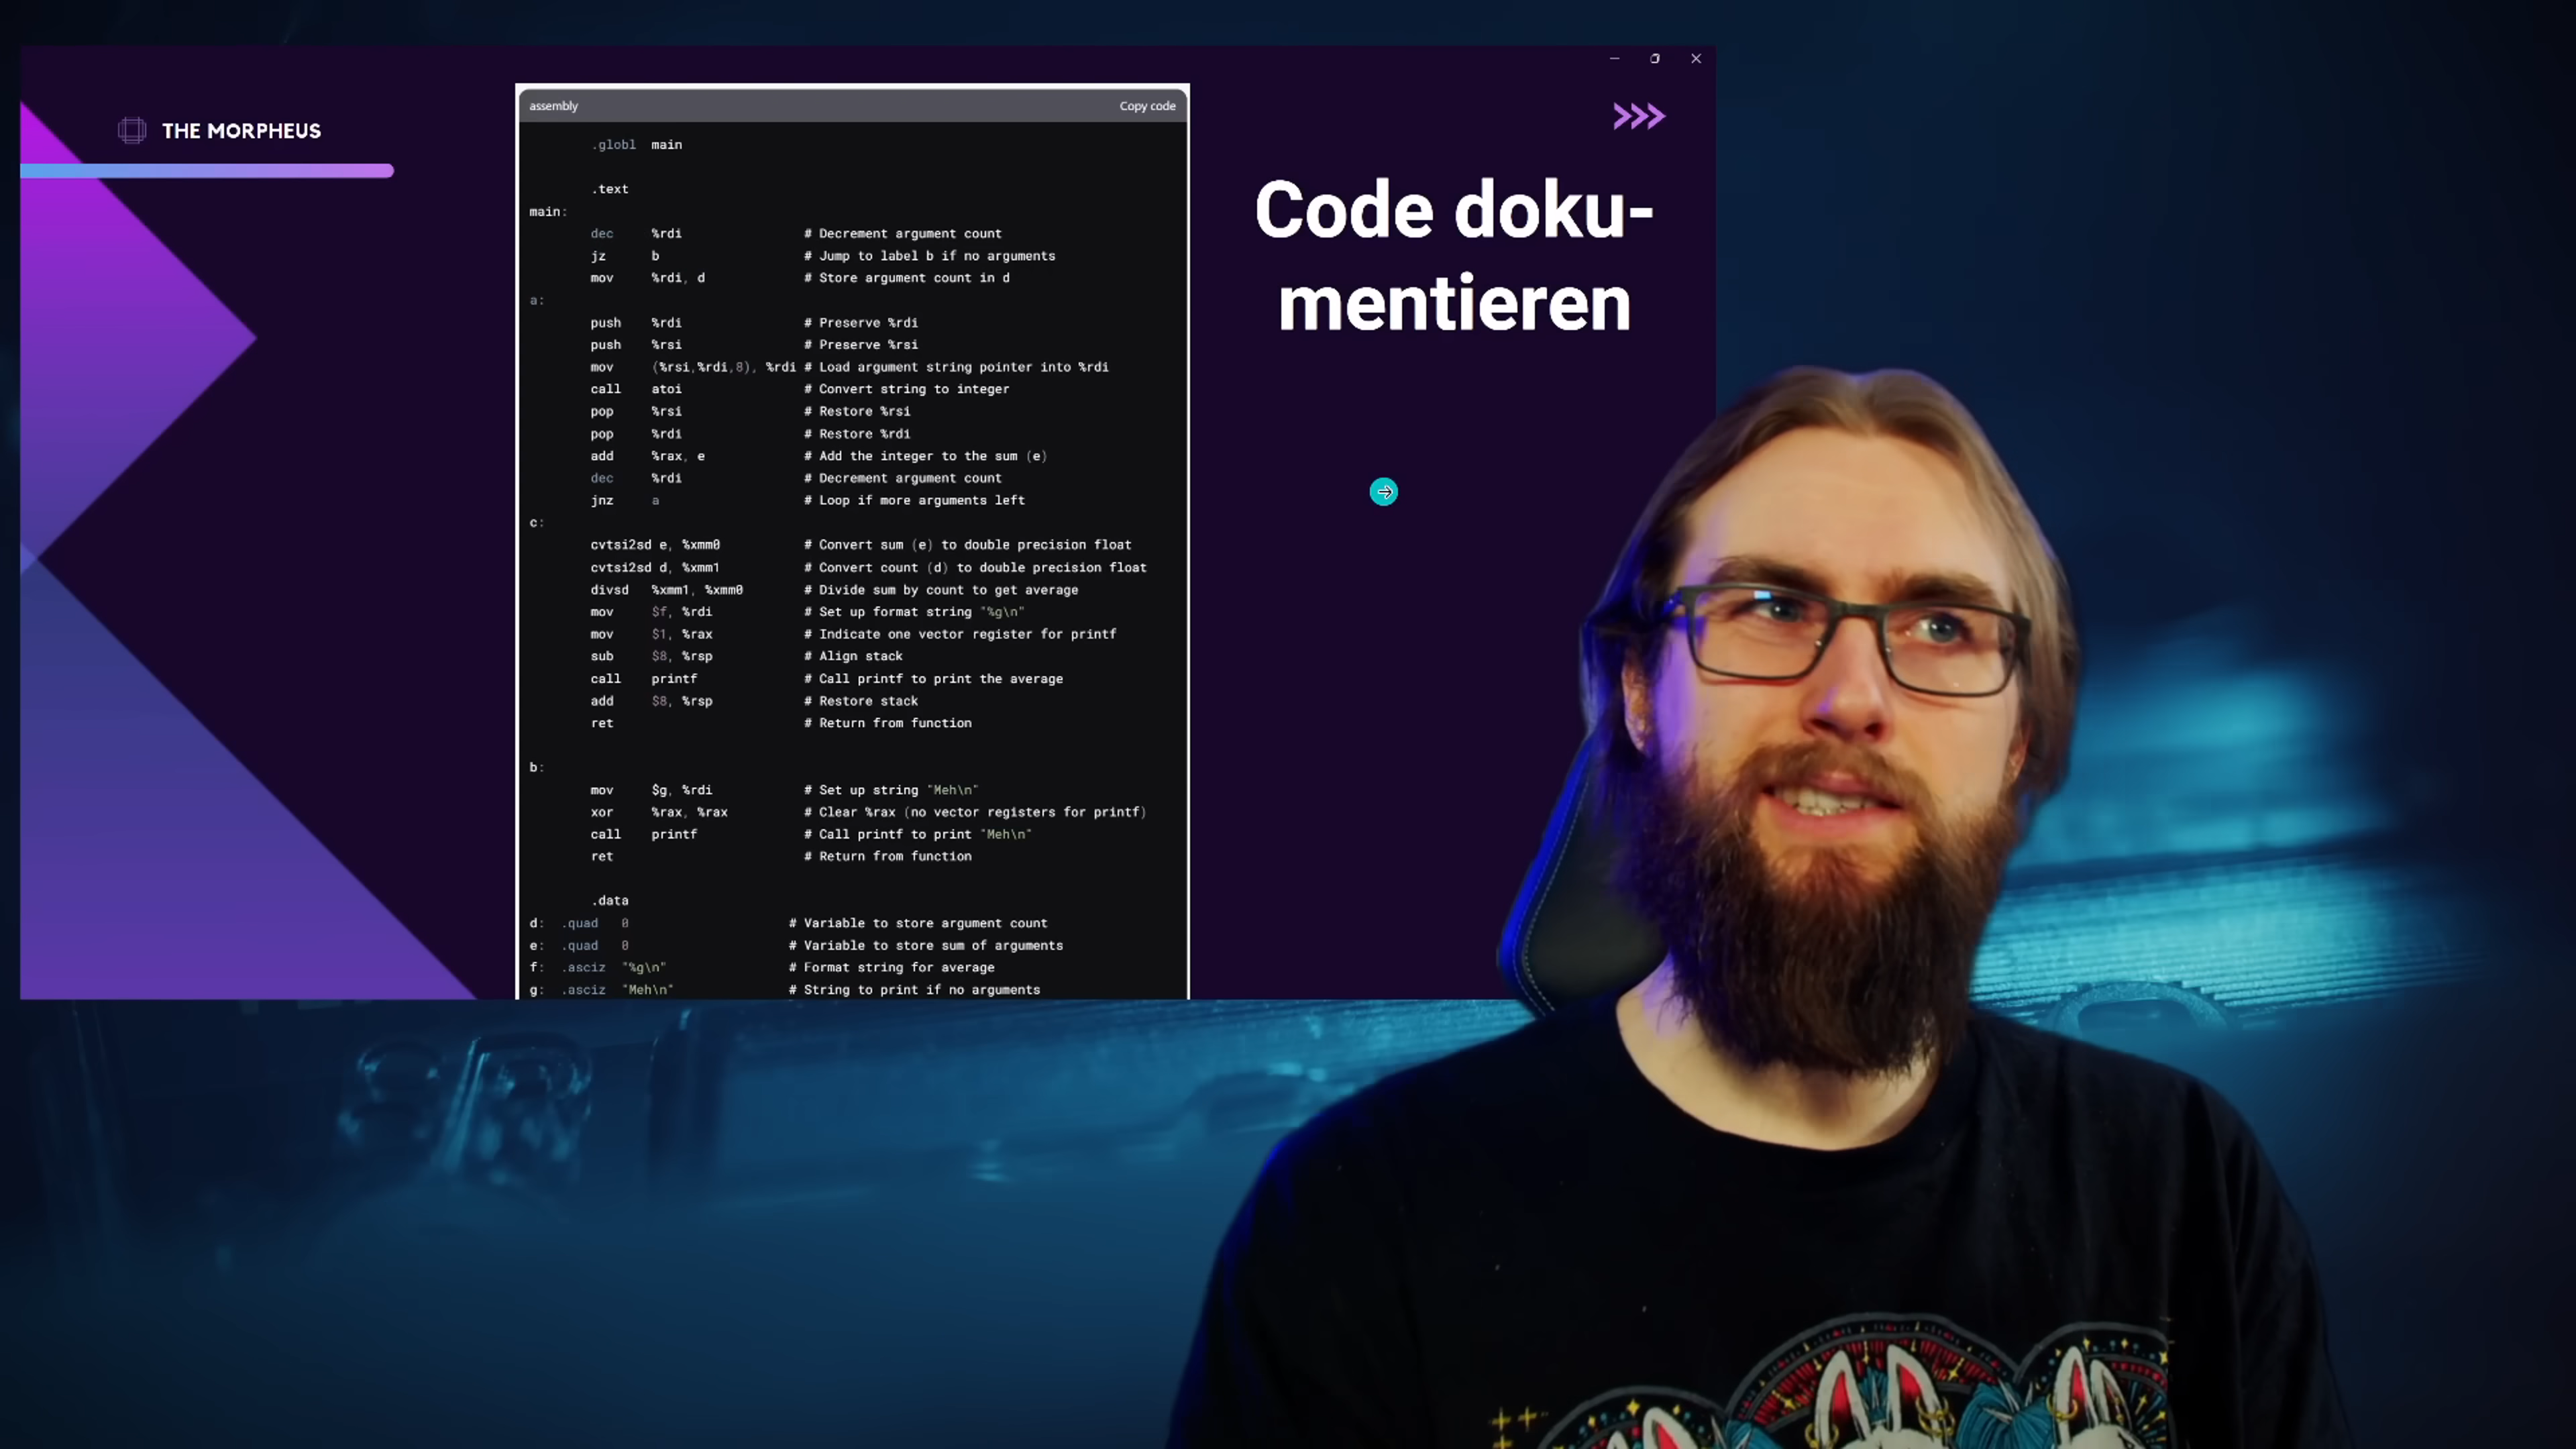 THE MORPHEUS
assembly Copy code
.globl main
.text
main:
dec %rdi # Decrement argument count
jz b # Jump to label b if no arguments
mov %rdi, d # Store argument count in d
a:
push %rdi # Preserve %rdi
push %rsi # Preserve %rsi
mov (%rsi,%rdi,8), %rdi # Load argument string pointer into %rdi
call atoi # Convert string to integer
pop %rsi # Restore %rsi
pop %rdi # Restore %rdi
add %rax, e # Add the integer to the sum (e)
dec %rdi # Decrement argument count
jnz a # Loop if more arguments left
c:
cvtsi2sd e, %xmm0 # Convert sum (e) to double precision float
cvtsi2sd d, %xmm1 # Convert count (d) to double precision float
divsd %xmm1, %xmm0 # Divide sum by count to get average
mov $f, %rdi # Set up format string "%g\n"
mov $1, %rax # Indicate one vector register for printf
sub $8, %rsp # Align stack
call printf # Call printf to print the average
add $8, %rsp # Restore stack
ret # Return from function
b:
mov $g, %rdi # Set up string "Meh\n"
xor %rax, %rax # Clear %rax (no vector registers for printf)
call printf # Call printf to print "Meh\n"
ret # Return from function
.data
d: .quad 0 # Variable to store argument count
e: .quad 0 # Variable to store sum of arguments
f: .asciz "%g\n" # Format string for average
g: .asciz "Meh\n" # String to print if no arguments
Code doku-
mentieren